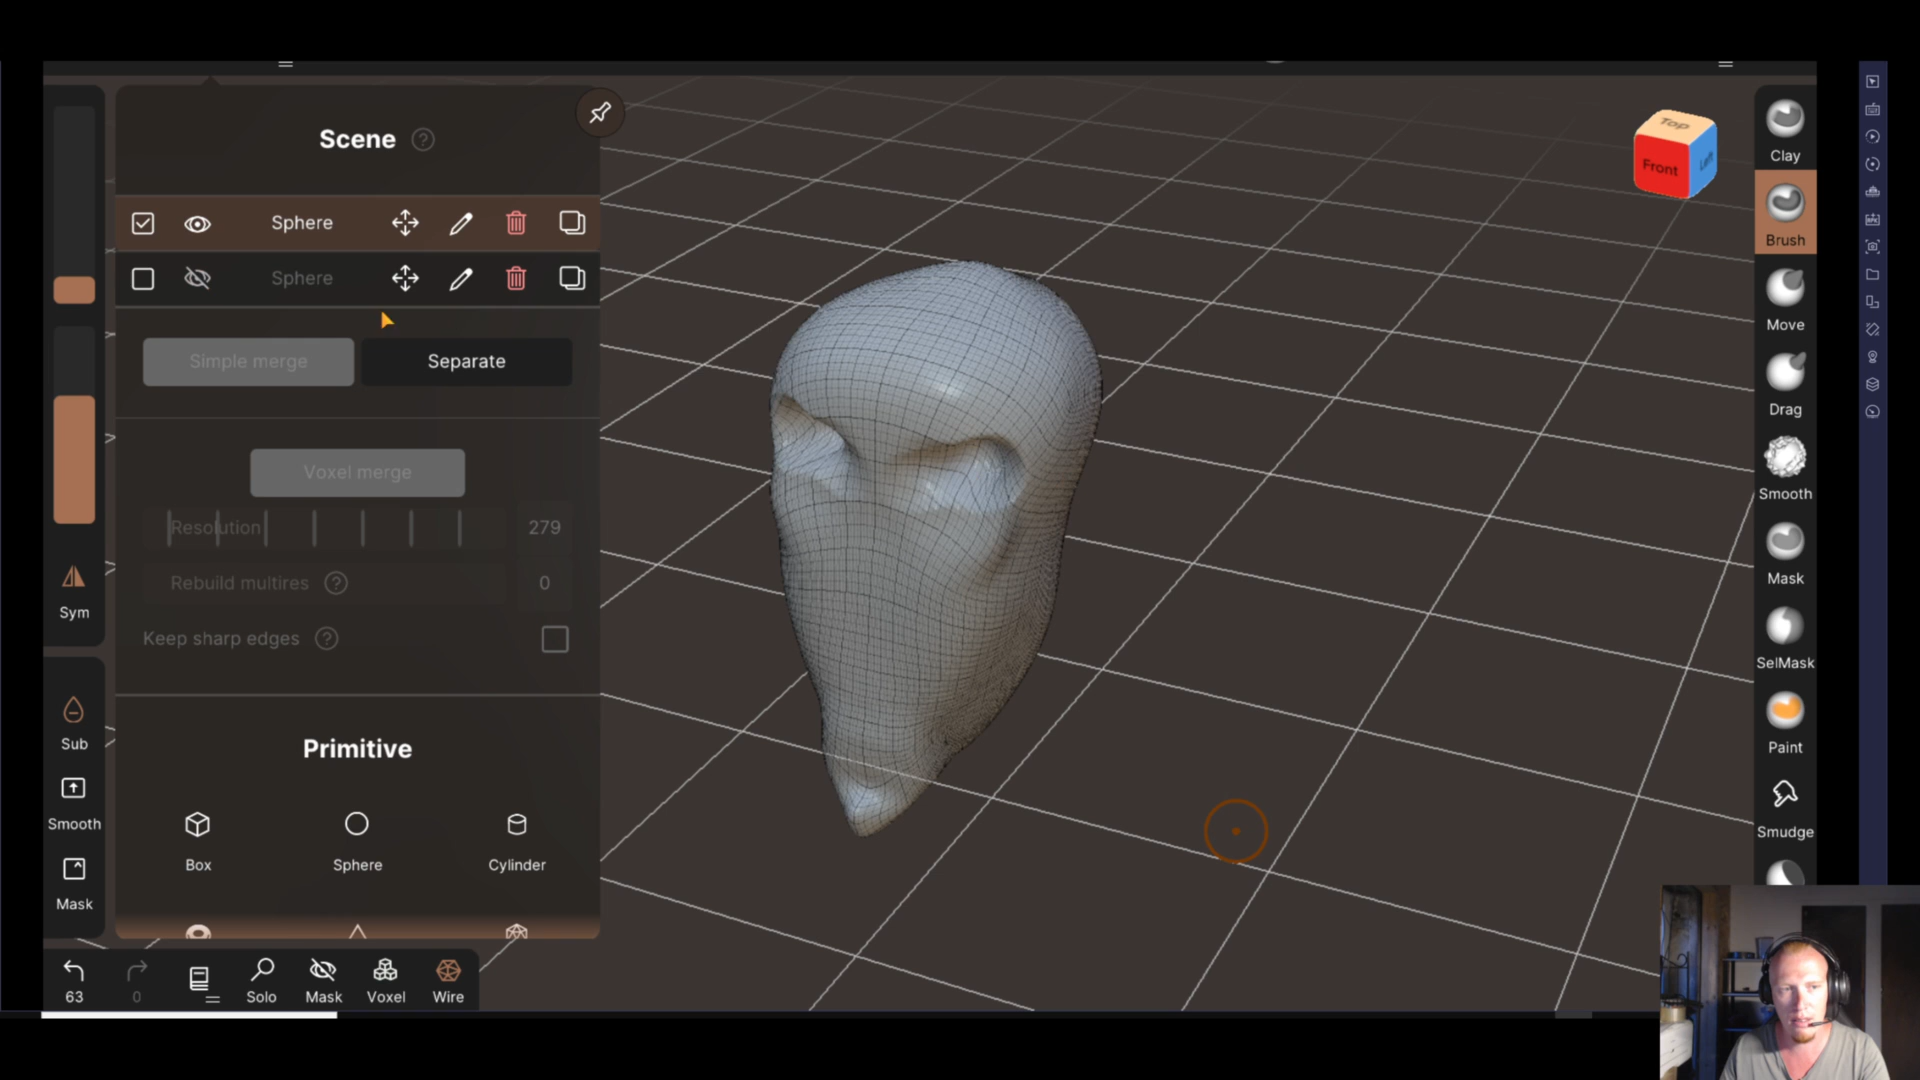 Scene
Sphere
Sphere
Simple merge
Separate
Voxel merge
Resolution
279
Rebuild multires
0
Keep sharp edges
Primitive
Box
Sphere
Cylinder
Sym
Sub
Smooth
Mask
63
0
Solo
Mask
Voxel
Wire
Top
Front
Left
Clay
Brush
Move
Drag
Smooth
Mask
SelMask
Paint
Smudge